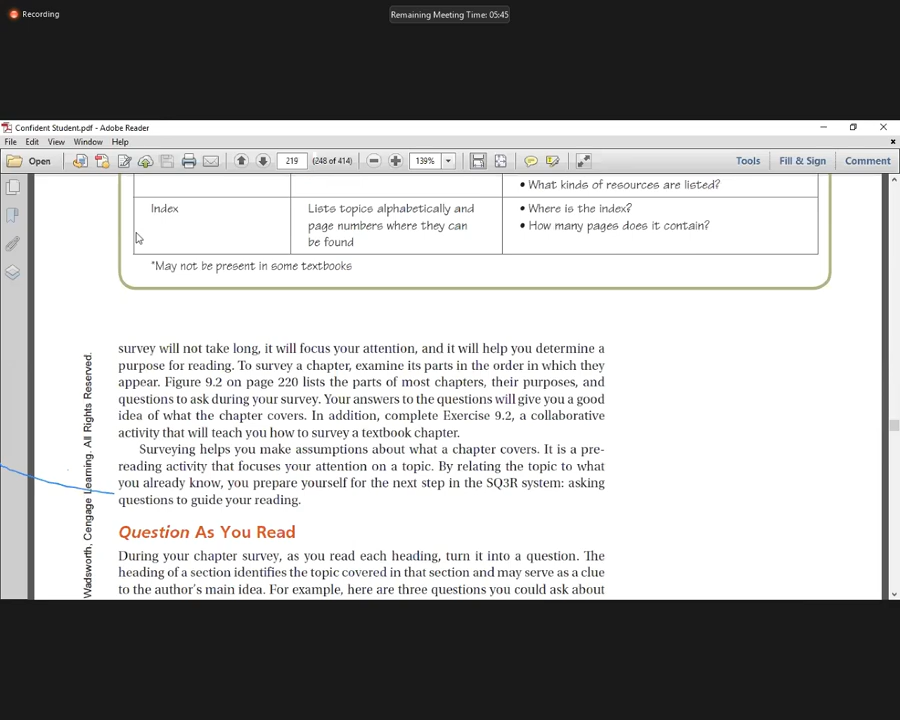 Recording
Remaining Meeting Time: 05:45
Confident Student.pdf - Adobe Reader
File Edit View Window Help
Open 219 (248 of 414) 139% Tools Fill & Sign Comment
• What kinds of resources are listed?
Index Lists topics alphabetically and • Where is the index?
page numbers where they can • How many pages does it contain?
be found
*May not be present in some textbooks
survey will not take long, it will focus your attention, and it will help you determine a
purpose for reading. To survey a chapter, examine its parts in the order in which they
appear. Figure 9.2 on page 220 lists the parts of most chapters, their purposes, and
questions to ask during your survey. Your answers to the questions will give you a good
idea of what the chapter covers. In addition, complete Exercise 9.2, a collaborative
activity that will teach you how to survey a textbook chapter.
Surveying helps you make assumptions about what a chapter covers. It is a pre-
reading activity that focuses your attention on a topic. By relating the topic to what
you already know, you prepare yourself for the next step in the SQ3R system: asking
questions to guide your reading.
Question As You Read
During your chapter survey, as you read each heading, turn it into a question. The
heading of a section identifies the topic covered in that section and may serve as a clue
to the author's main idea. For example, here are three questions you could ask about
Wadsworth, Cengage Learning. All Rights Reserved.